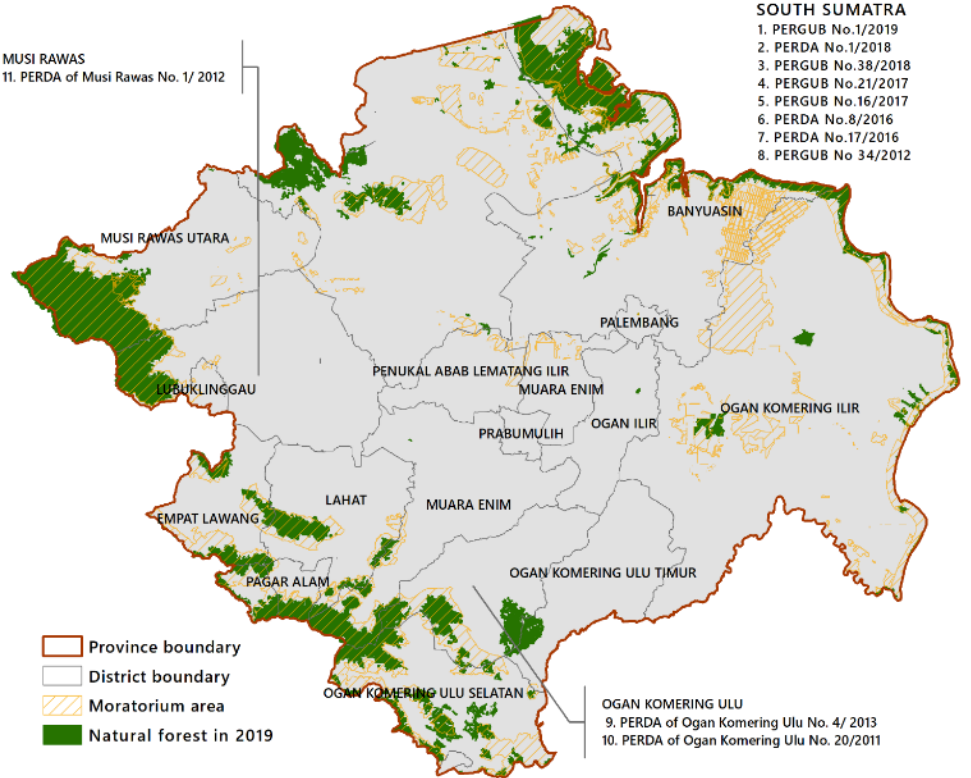 SOUTH SUMATRA
1. PERGUB No.1/2019
2. PERDA No.1/2018
3. PERGUB No.38/2018
4. PERGUB No.21/2017
5. PERGUB No.16/2017
6. PERDA No.8/2016
7. PERDA No.17/2016
8. PERGUB No 34/2012
MUSI RAWAS
11. PERDA of Musi Rawas No. 1/ 2012
BANYUASIN
MUSI RAWAS UTARA
PALEMBANG
PENUKAL ABAB LEMATANG ILIR
LUBUKLINGGAU
MUARA ENIM
OGAN KOMERING ILIR
OGAN ILIR
PRABUMULIH
LAHAT
MUARA ENIM
EMPAT LAWANG
OGAN KOMERING ULU TIMUR
PAGAR ALAM
OGAN KOMERING ULU SELATAN
Province boundary
District boundary
Moratorium area
Natural forest in 2019
OGAN KOMERING ULU
9. PERDA of Ogan Komering Ulu No. 4/ 2013
10. PERDA of Ogan Komering Ulu No. 20/2011